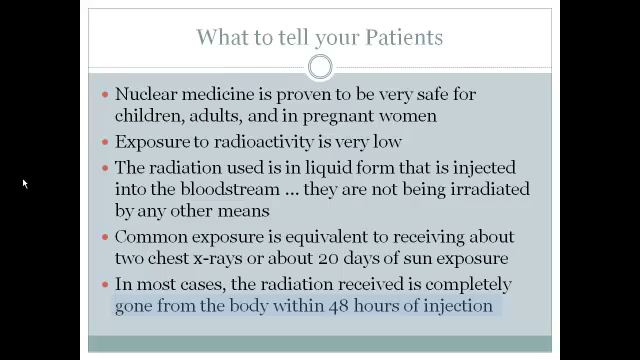 What to tell your Patients
Nuclear medicine is proven to be very safe for
children, adults, and in pregnant women
Exposure to radioactivity is very low
The radiation used is in liquid form that is injected
into the bloodstream ... they are not being irradiated
by any other means
Common exposure is equivalent to receiving about
two chest x-rays or about 20 days of sun exposure
In most cases, the radiation received is completely
gone from the body within 48 hours of injection